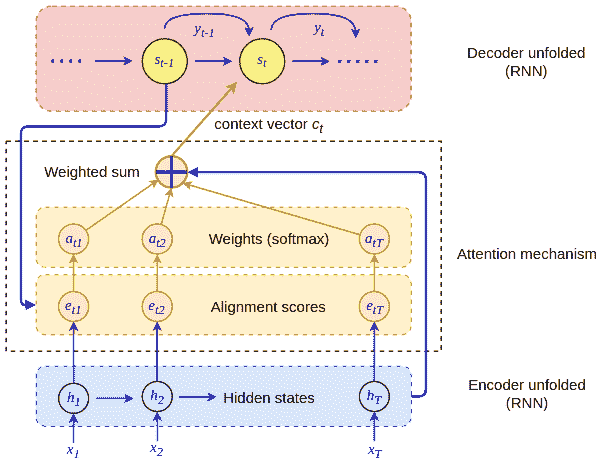 y_{t-1}
y_t
s_{t-1}
s_t
Decoder unfolded
(RNN)
context vector c_t
Weighted sum
a_{t1}
a_{t2}
Weights (softmax)
a_{tT}
Attention mechanism
e_{t1}
e_{t2}
Alignment scores
e_{tT}
h_1
h_2
Hidden states
h_T
Encoder unfolded
(RNN)
x_1
x_2
x_T